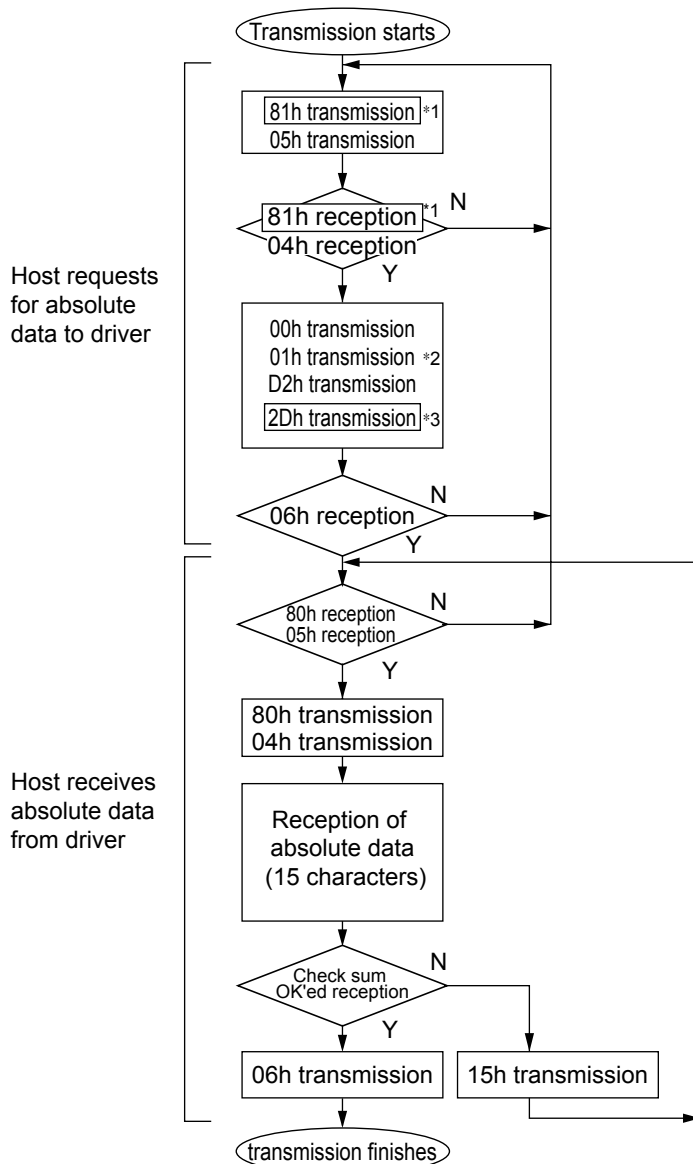 Transmission starts
81h transmission *1
05h transmission
81h reception *1
N
04h reception
Y
Host requests
for absolute
data to driver
00h transmission
01h transmission *2
D2h transmission
2Dh transmission *3
N
06h reception
Y
N
80h reception
05h reception
Y
80h transmission
04h transmission
Host receives
absolute data
from driver
Reception of
absolute data
(15 characters)
N
Check sum
OK'ed reception
Y
06h transmission
15h transmission
transmission finishes